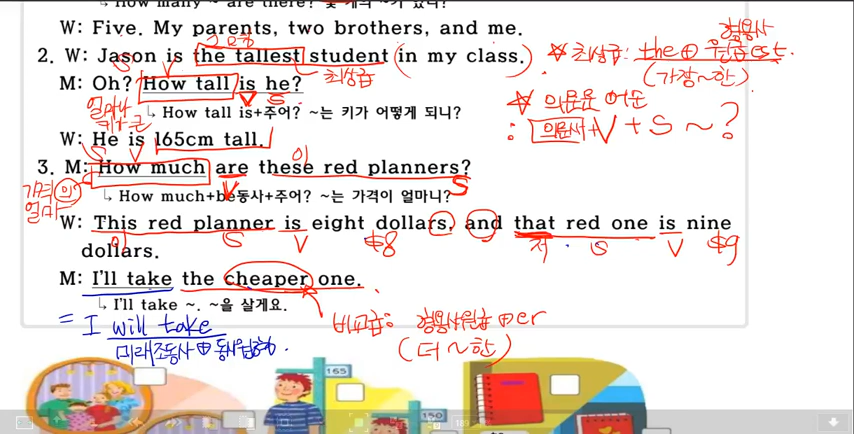 W: Five. My parents, two brothers, and me.
형용사
2. W: Jason is the tallest student (in my class.)
☆ 최상급: the⊕원급est.
(가장~한)
S V
최상급
M: Oh? How tall is he?
V S
얼마나
키가 큰
↳ How tall is+주어? ~는 키가 어떻게 되니?
☆ 의문문 어순
: 의문사+V+S~?
W: He is 165cm tall.
S V
3. M: How much are these red planners?
이
V S
가격이
얼마
↳ How much+be동사+주어? ~는 가격이 얼마니?
W: This red planner is eight dollars, and that red one is nine
이 S V $8 저 S V $9
dollars.
M: I'll take the cheaper one.
↳ I'll take ~. ~을 살게요.
= I will take
미래조동사⊕동사원형.
비교급: 형용사원급⊕er
(더~한)
165
150
189